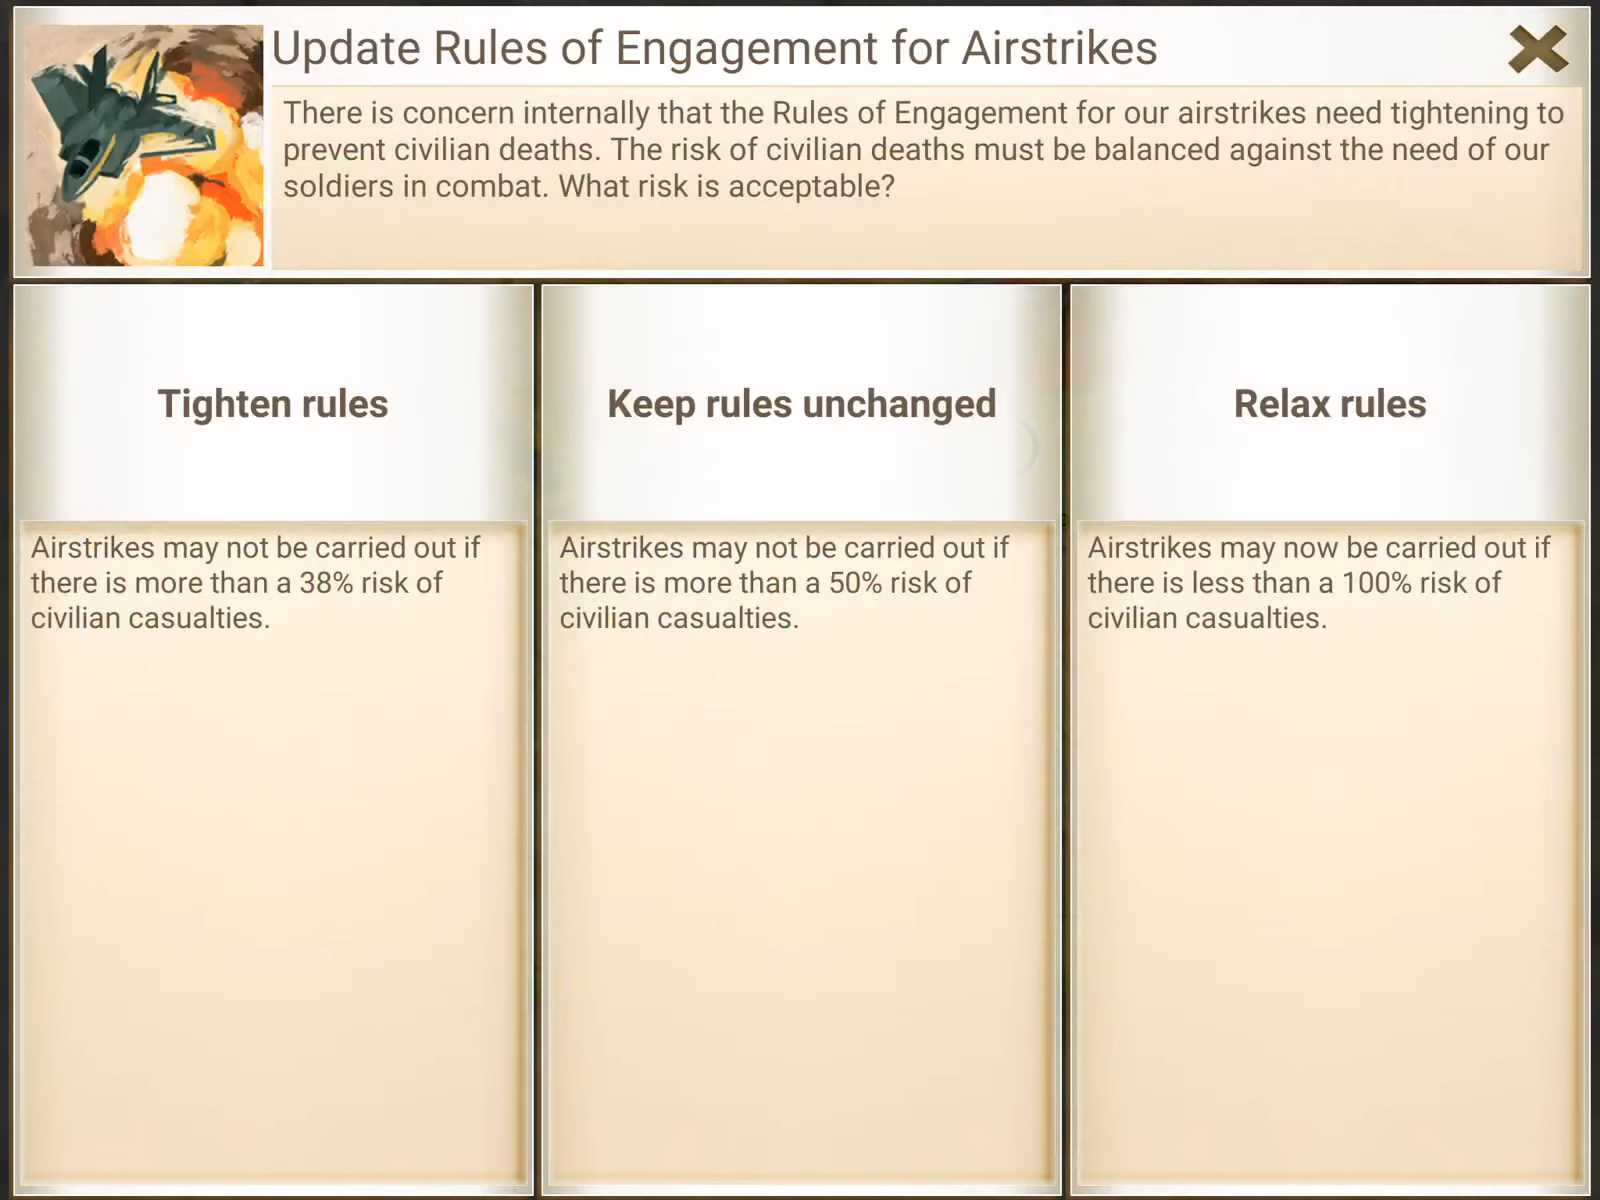 Update Rules of Engagement for Airstrikes
There is concern internally that the Rules of Engagement for our airstrikes need tightening to
prevent civilian deaths. The risk of civilian deaths must be balanced against the need of our
soldiers in combat. What risk is acceptable?
Tighten rules
Airstrikes may not be carried out if
there is more than a 38% risk of
civilian casualties.
Keep rules unchanged
Airstrikes may not be carried out if
there is more than a 50% risk of
civilian casualties.
Relax rules
Airstrikes may now be carried out if
there is less than a 100% risk of
civilian casualties.